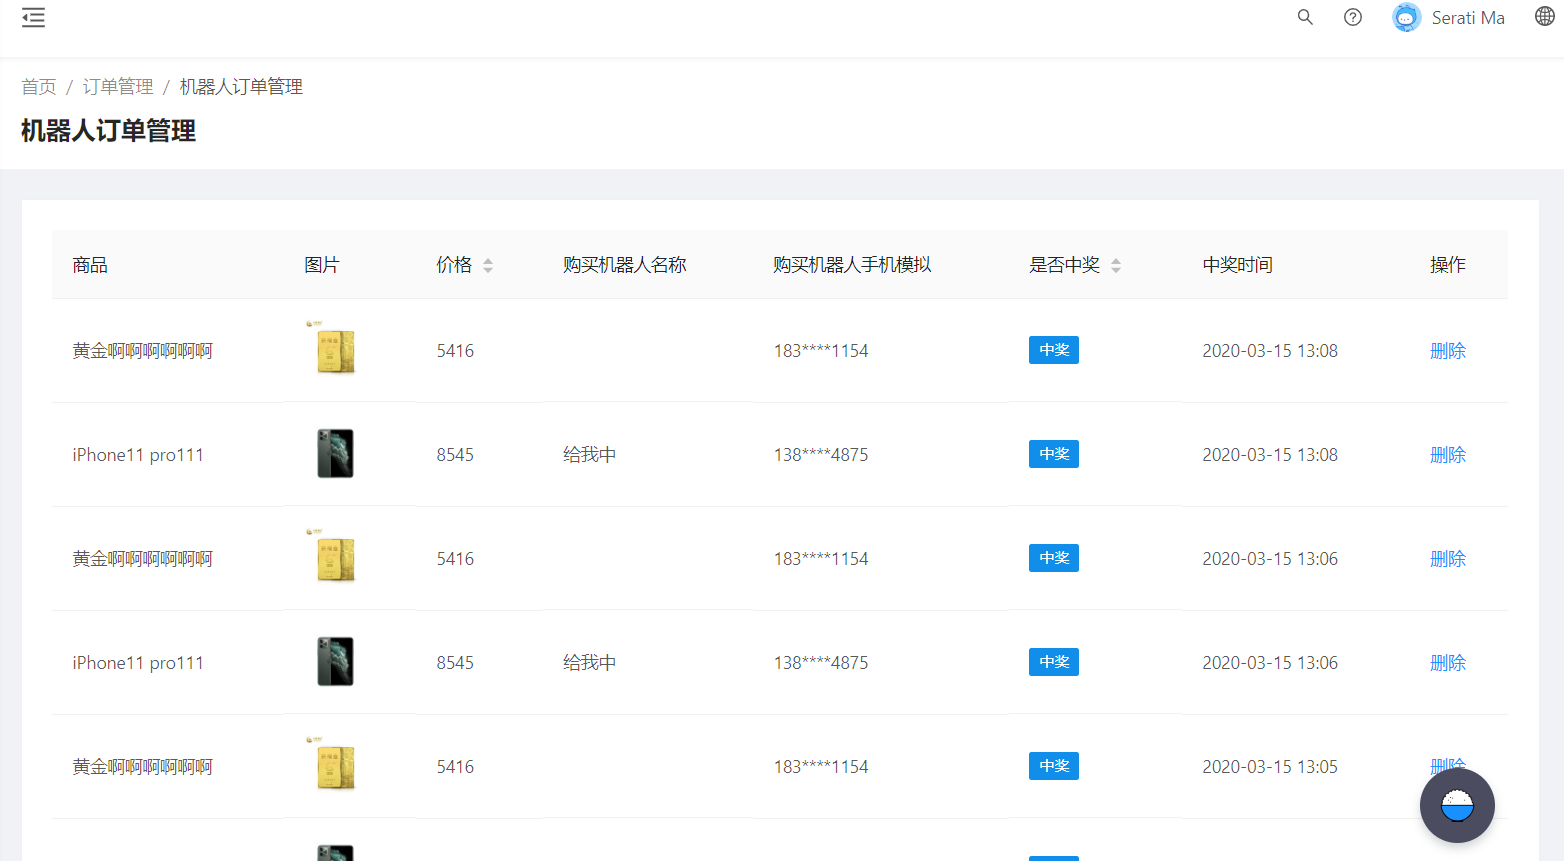 Serati Ma
首页 / 订单管理 / 机器人订单管理
机器人订单管理
商品 图片 价格 购买机器人名称 购买机器人手机模拟 是否中奖 中奖时间 操作
黄金啊啊啊啊啊啊 5416 183****1154 中奖 2020-03-15 13:08 删除
iPhone11 pro111 8545 给我中 138****4875 中奖 2020-03-15 13:08 删除
黄金啊啊啊啊啊啊 5416 183****1154 中奖 2020-03-15 13:06 删除
iPhone11 pro111 8545 给我中 138****4875 中奖 2020-03-15 13:06 删除
黄金啊啊啊啊啊啊 5416 183****1154 中奖 2020-03-15 13:05 删除